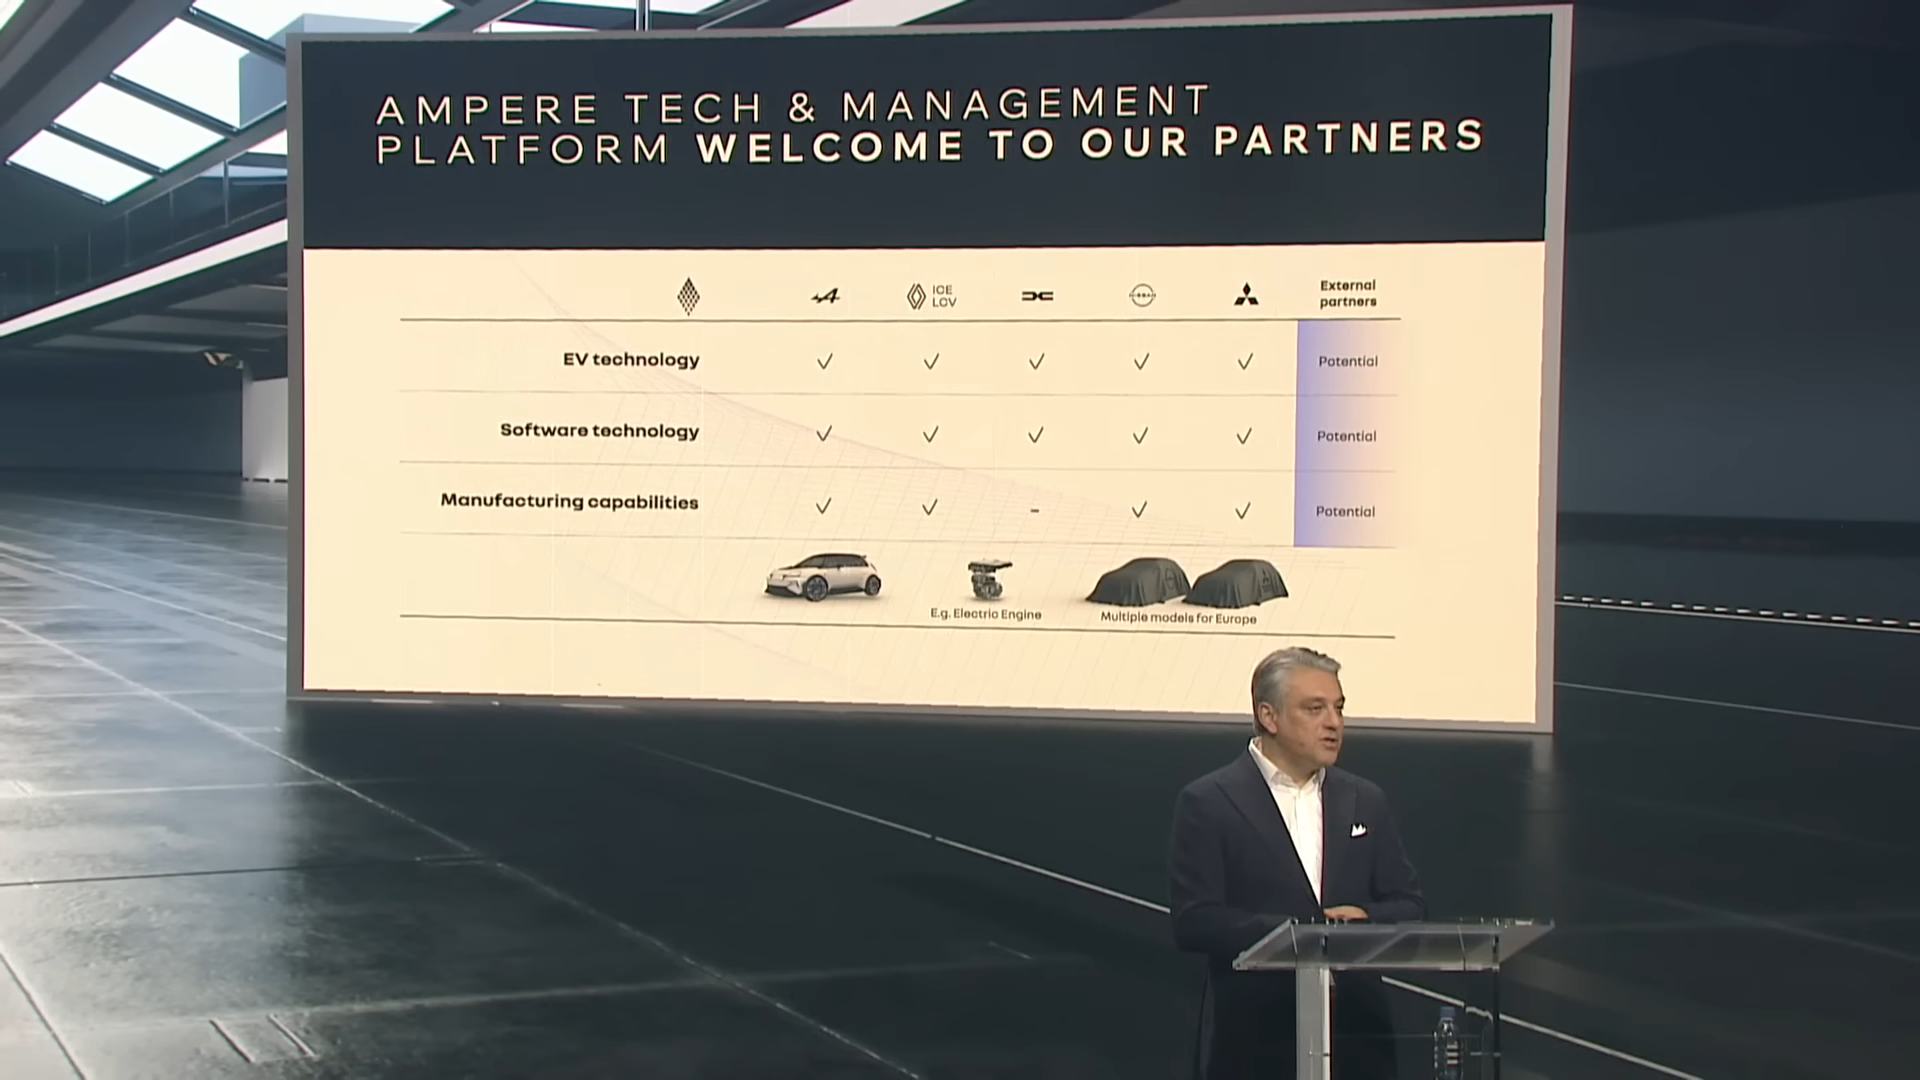 AMPERE TECH & MANAGEMENT
PLATFORM WELCOME TO OUR PARTNERS
ICE
LCV
NISSAN
External
partners
EV technology
Potential
Software technology
Potential
Manufacturing capabilities
-
Potential
E.g. Electric Engine
Multiple models for Europe